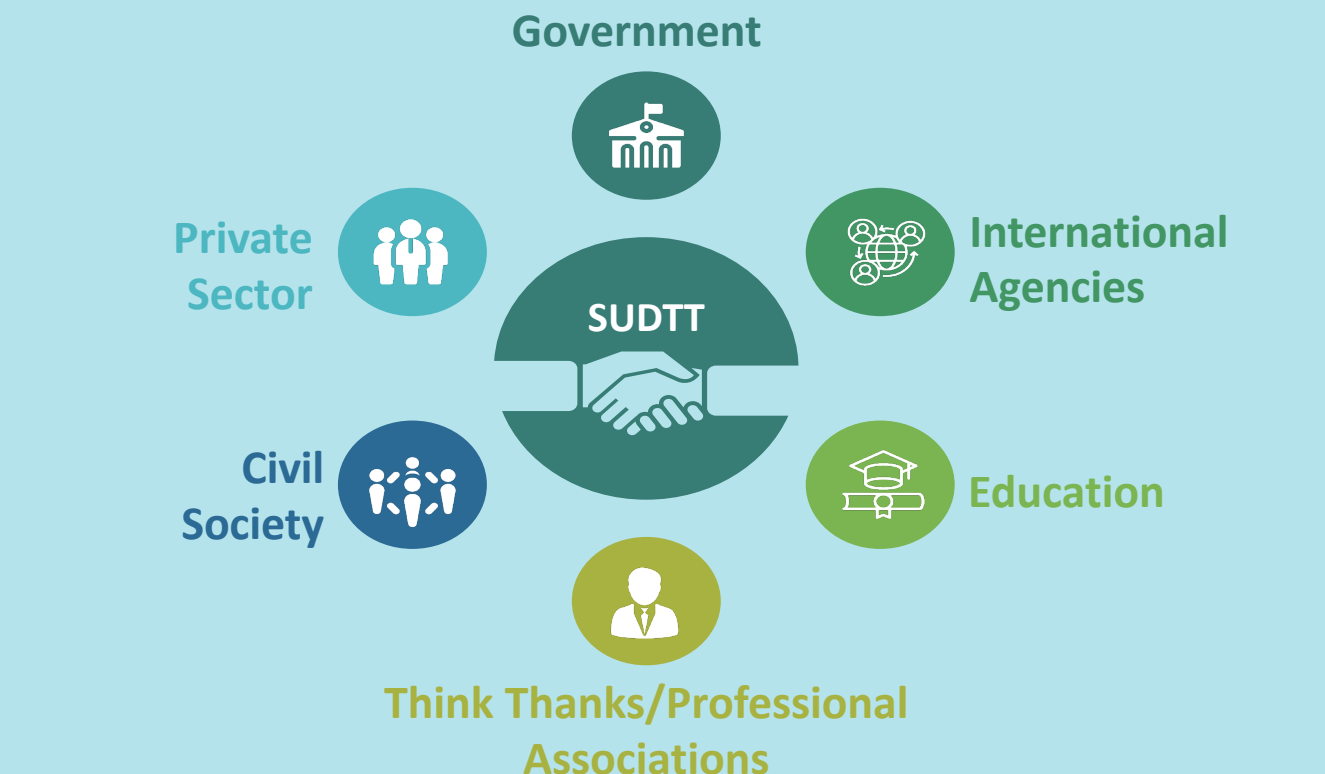 Government
Private
Sector
International
Agencies
SUDTT
Civil
Society
Education
Think Thanks/Professional
Associations